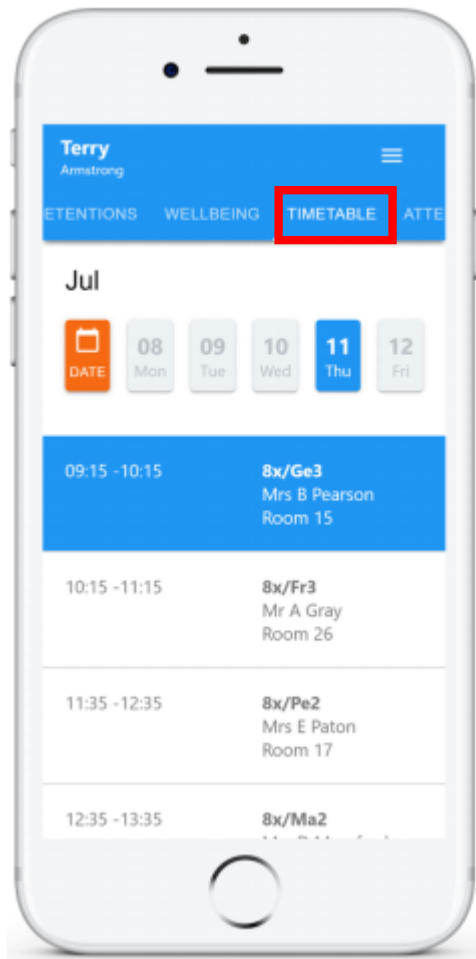 Terry
Armstrong
ETENTIONS WELLBEING TIMETABLE ATTE
Jul
DATE 08 Mon 09 Tue 10 Wed 11 Thu 12 Fri
09:15 -10:15 8x/Ge3
Mrs B Pearson
Room 15
10:15 -11:15 8x/Fr3
Mr A Gray
Room 26
11:35 -12:35 8x/Pe2
Mrs E Paton
Room 17
12:35 -13:35 8x/Ma2